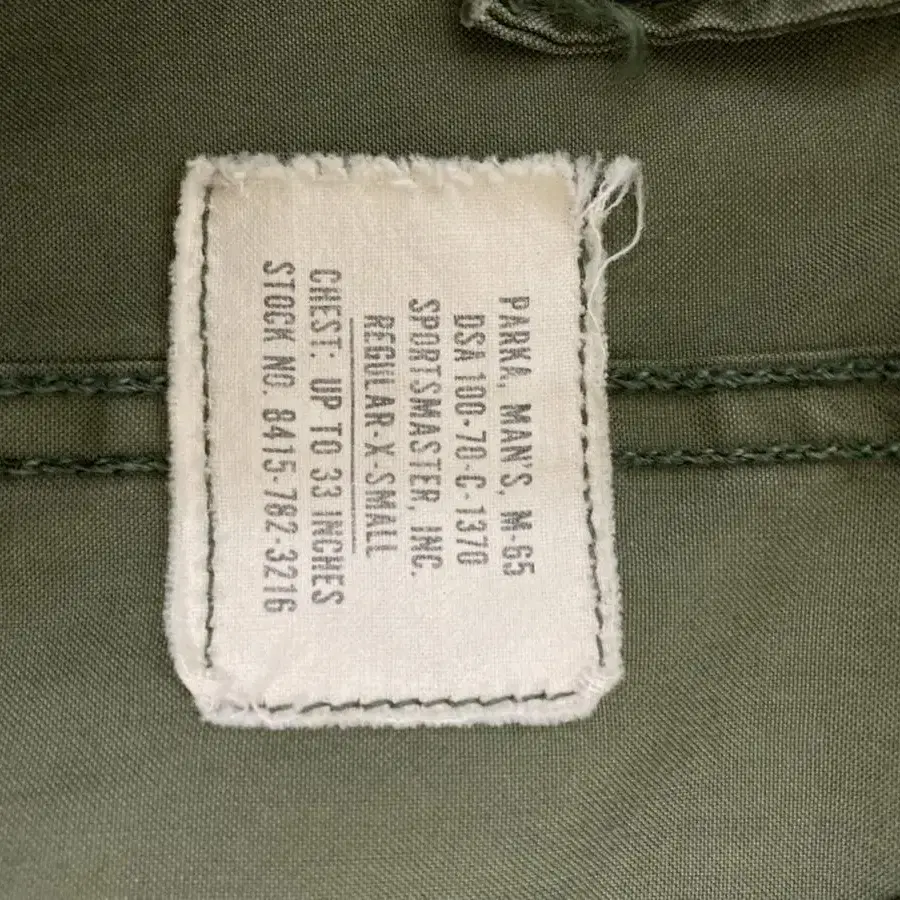 PARKA, MAN'S, M-65
DSA 100-70-C-1370
SPORTSMASTER, INC.
REGULAR-X-SMALL
CHEST: UP TO 33 INCHES
STOCK NO. 8415-782-3216